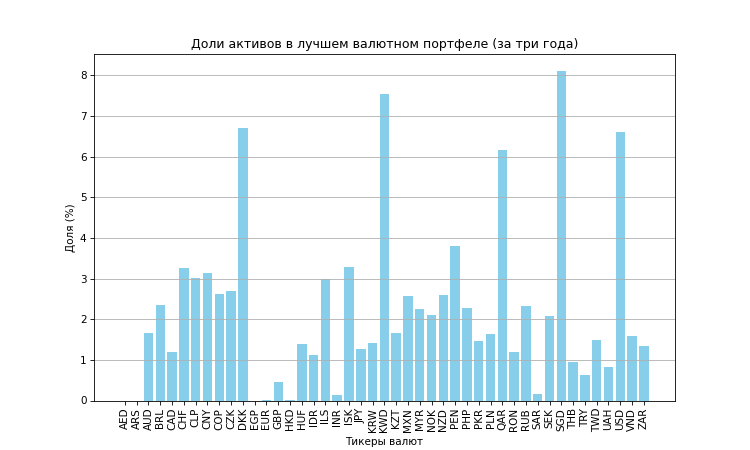 Доли активов в лучшем валютном портфеле (за три года)
Доля (%)
8
7
6
5
4
3
2
1
0
AED ARS AUD BRL CAD CHF CLP CNY COP CZK DKK EGP EUR GBP HKD HUF IDR ILS INR ISK JPY KRW KWD KZT MXN MYR NOK NZD PEN PHP PKR PLN QAR RON RUB SAR SEK SGD THB TRY TWD UAH USD VND ZAR
Тикеры валют